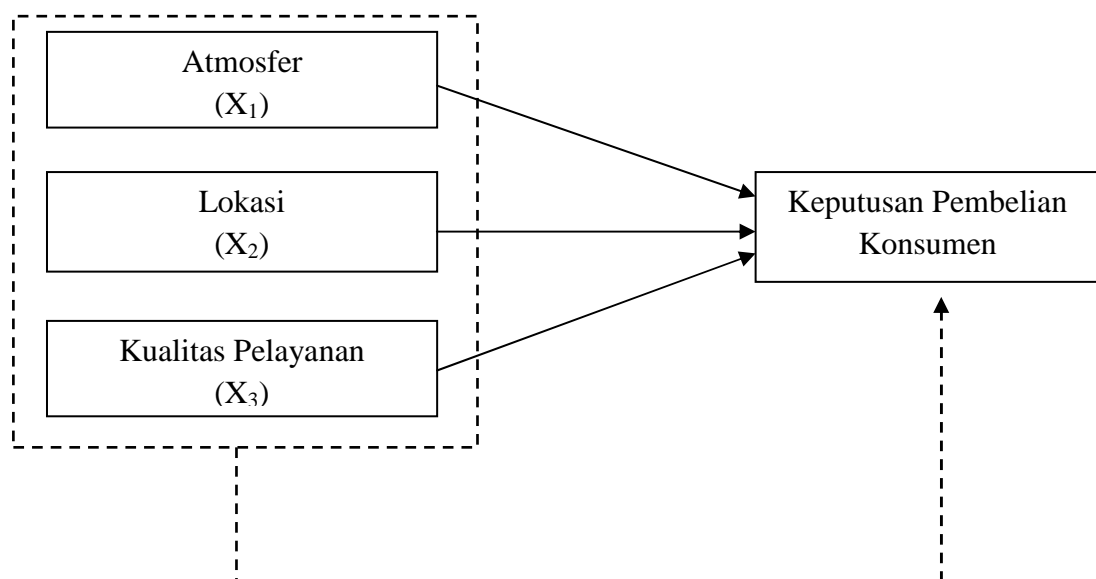 Atmosfer
(X₁)
Lokasi
(X₂)
Kualitas Pelayanan
(X₃)
Keputusan Pembelian
Konsumen